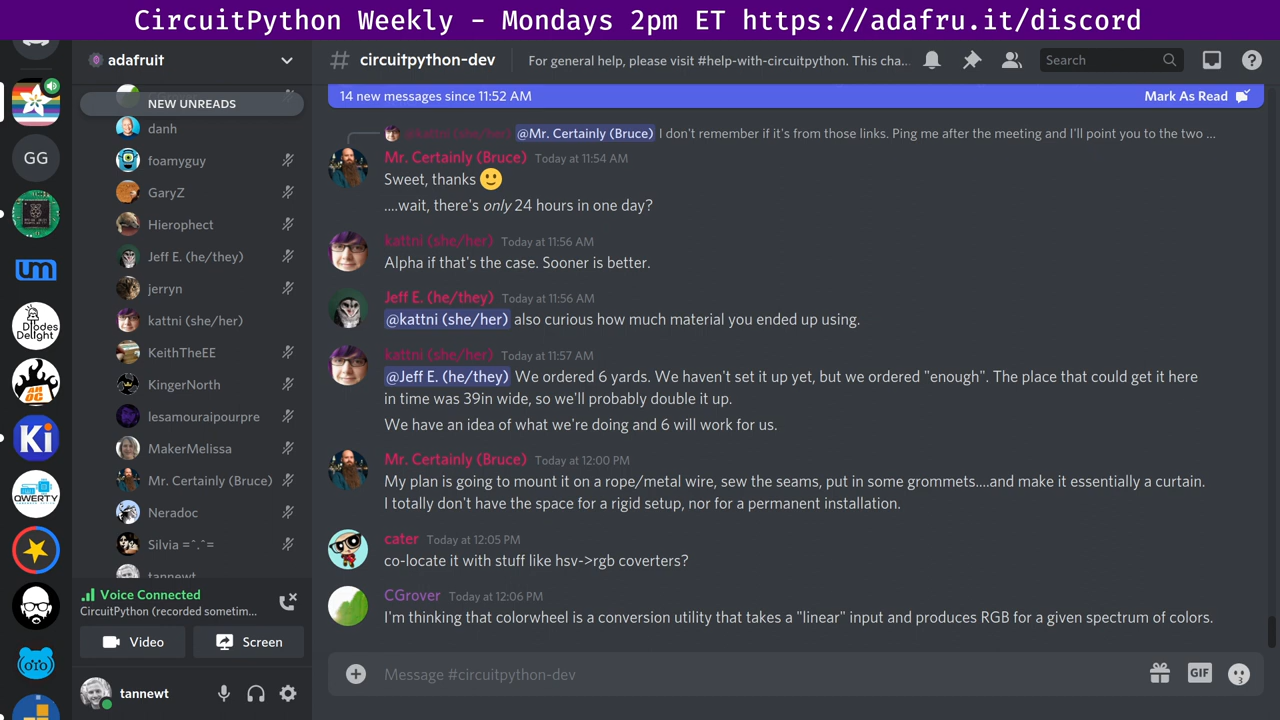 CircuitPython Weekly - Mondays 2pm ET https://adafru.it/discord
adafruit
# circuitpython-dev
For general help, please visit #help-with-circuitpython. This cha...
Search
NEW UNREADS
danh
foamyguy
GaryZ
Hierophect
Jeff E. (he/they)
jerryn
kattni (she/her)
KeithTheEE
KingerNorth
lesamouraipourpre
MakerMelissa
Mr. Certainly (Bruce)
Neradoc
Silvia =^.^=
tannewt
Voice Connected
CircuitPython (recorded sometim...
Video
Screen
tannewt
GG
um
Diodes Delight
AH OC
Ki
QWERTY
14 new messages since 11:52 AM
Mark As Read
@kattni (she/her) @Mr. Certainly (Bruce) I don't remember if it's from those links. Ping me after the meeting and I'll point you to the two ...
Mr. Certainly (Bruce) Today at 11:54 AM
Sweet, thanks
....wait, there's only 24 hours in one day?
kattni (she/her) Today at 11:56 AM
Alpha if that's the case. Sooner is better.
Jeff E. (he/they) Today at 11:56 AM
@kattni (she/her) also curious how much material you ended up using.
kattni (she/her) Today at 11:57 AM
@Jeff E. (he/they) We ordered 6 yards. We haven't set it up yet, but we ordered "enough". The place that could get it here
in time was 39in wide, so we'll probably double it up.
We have an idea of what we're doing and 6 will work for us.
Mr. Certainly (Bruce) Today at 12:00 PM
My plan is going to mount it on a rope/metal wire, sew the seams, put in some grommets....and make it essentially a curtain.
I totally don't have the space for a rigid setup, nor for a permanent installation.
cater Today at 12:05 PM
co-locate it with stuff like hsv->rgb coverters?
CGrover Today at 12:06 PM
I'm thinking that colorwheel is a conversion utility that takes a "linear" input and produces RGB for a given spectrum of colors.
Message #circuitpython-dev
GIF